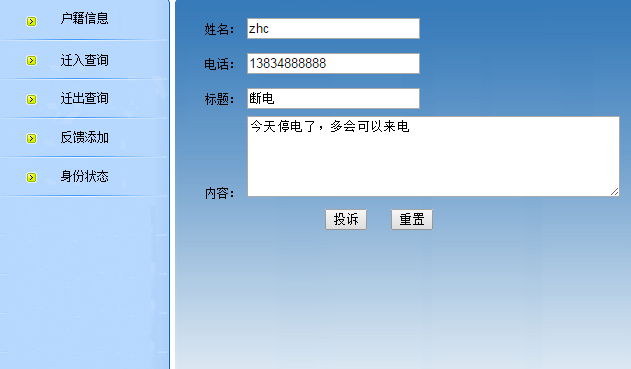 户籍信息
迁入查询
迁出查询
反馈添加
身份状态
姓名： zhc
电话： 13834888888
标题： 断电
内容： 今天停电了，多会可以来电
投诉 重置